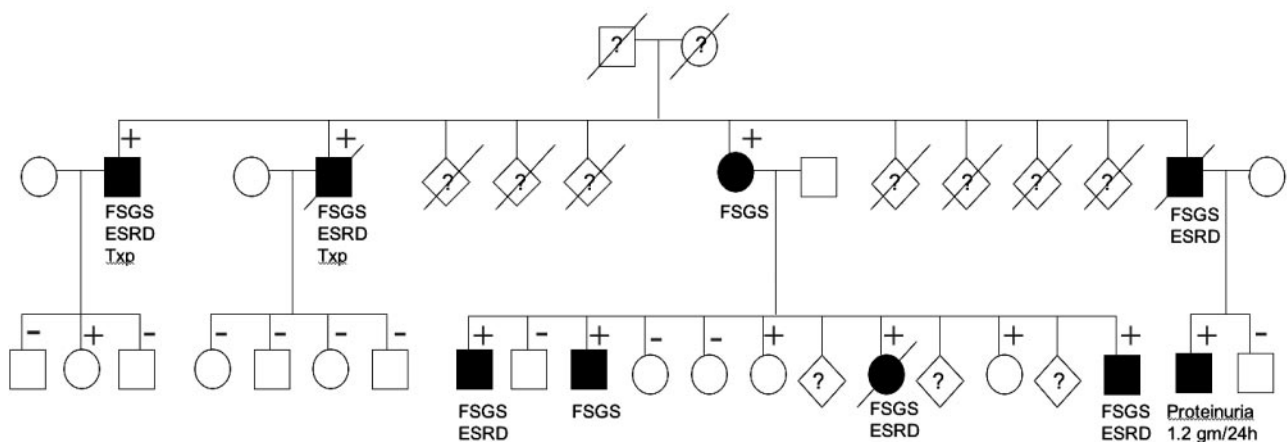 ? ?
+ + + 
? ? ? ? ? ? ?
FSGS FSGS FSGS FSGS
ESRD ESRD ESRD
Txp Txp
- + - - - - - + - + - - + + + + + -
? ? ?
FSGS FSGS FSGS FSGS Proteinuria
ESRD ESRD ESRD 1.2 gm/24h